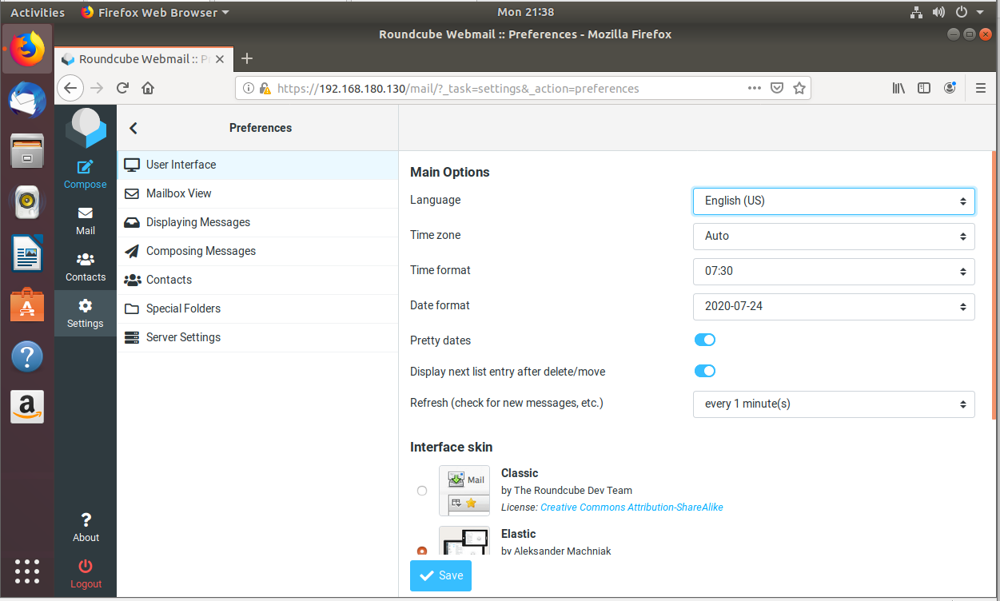 Activities Firefox Web Browser Mon 21:38
Roundcube Webmail :: Preferences - Mozilla Firefox
Roundcube Webmail :: P
https://192.168.180.130/mail/?_task=settings&_action=preferences
Compose
Mail
Contacts
Settings
About
Logout
Preferences
User Interface
Mailbox View
Displaying Messages
Composing Messages
Contacts
Special Folders
Server Settings
Main Options
Language English (US)
Time zone Auto
Time format 07:30
Date format 2020-07-24
Pretty dates
Display next list entry after delete/move
Refresh (check for new messages, etc.) every 1 minute(s)
Interface skin
Mail
Classic
by The Roundcube Dev Team
License: Creative Commons Attribution-ShareAlike
Elastic
by Aleksander Machniak
Save